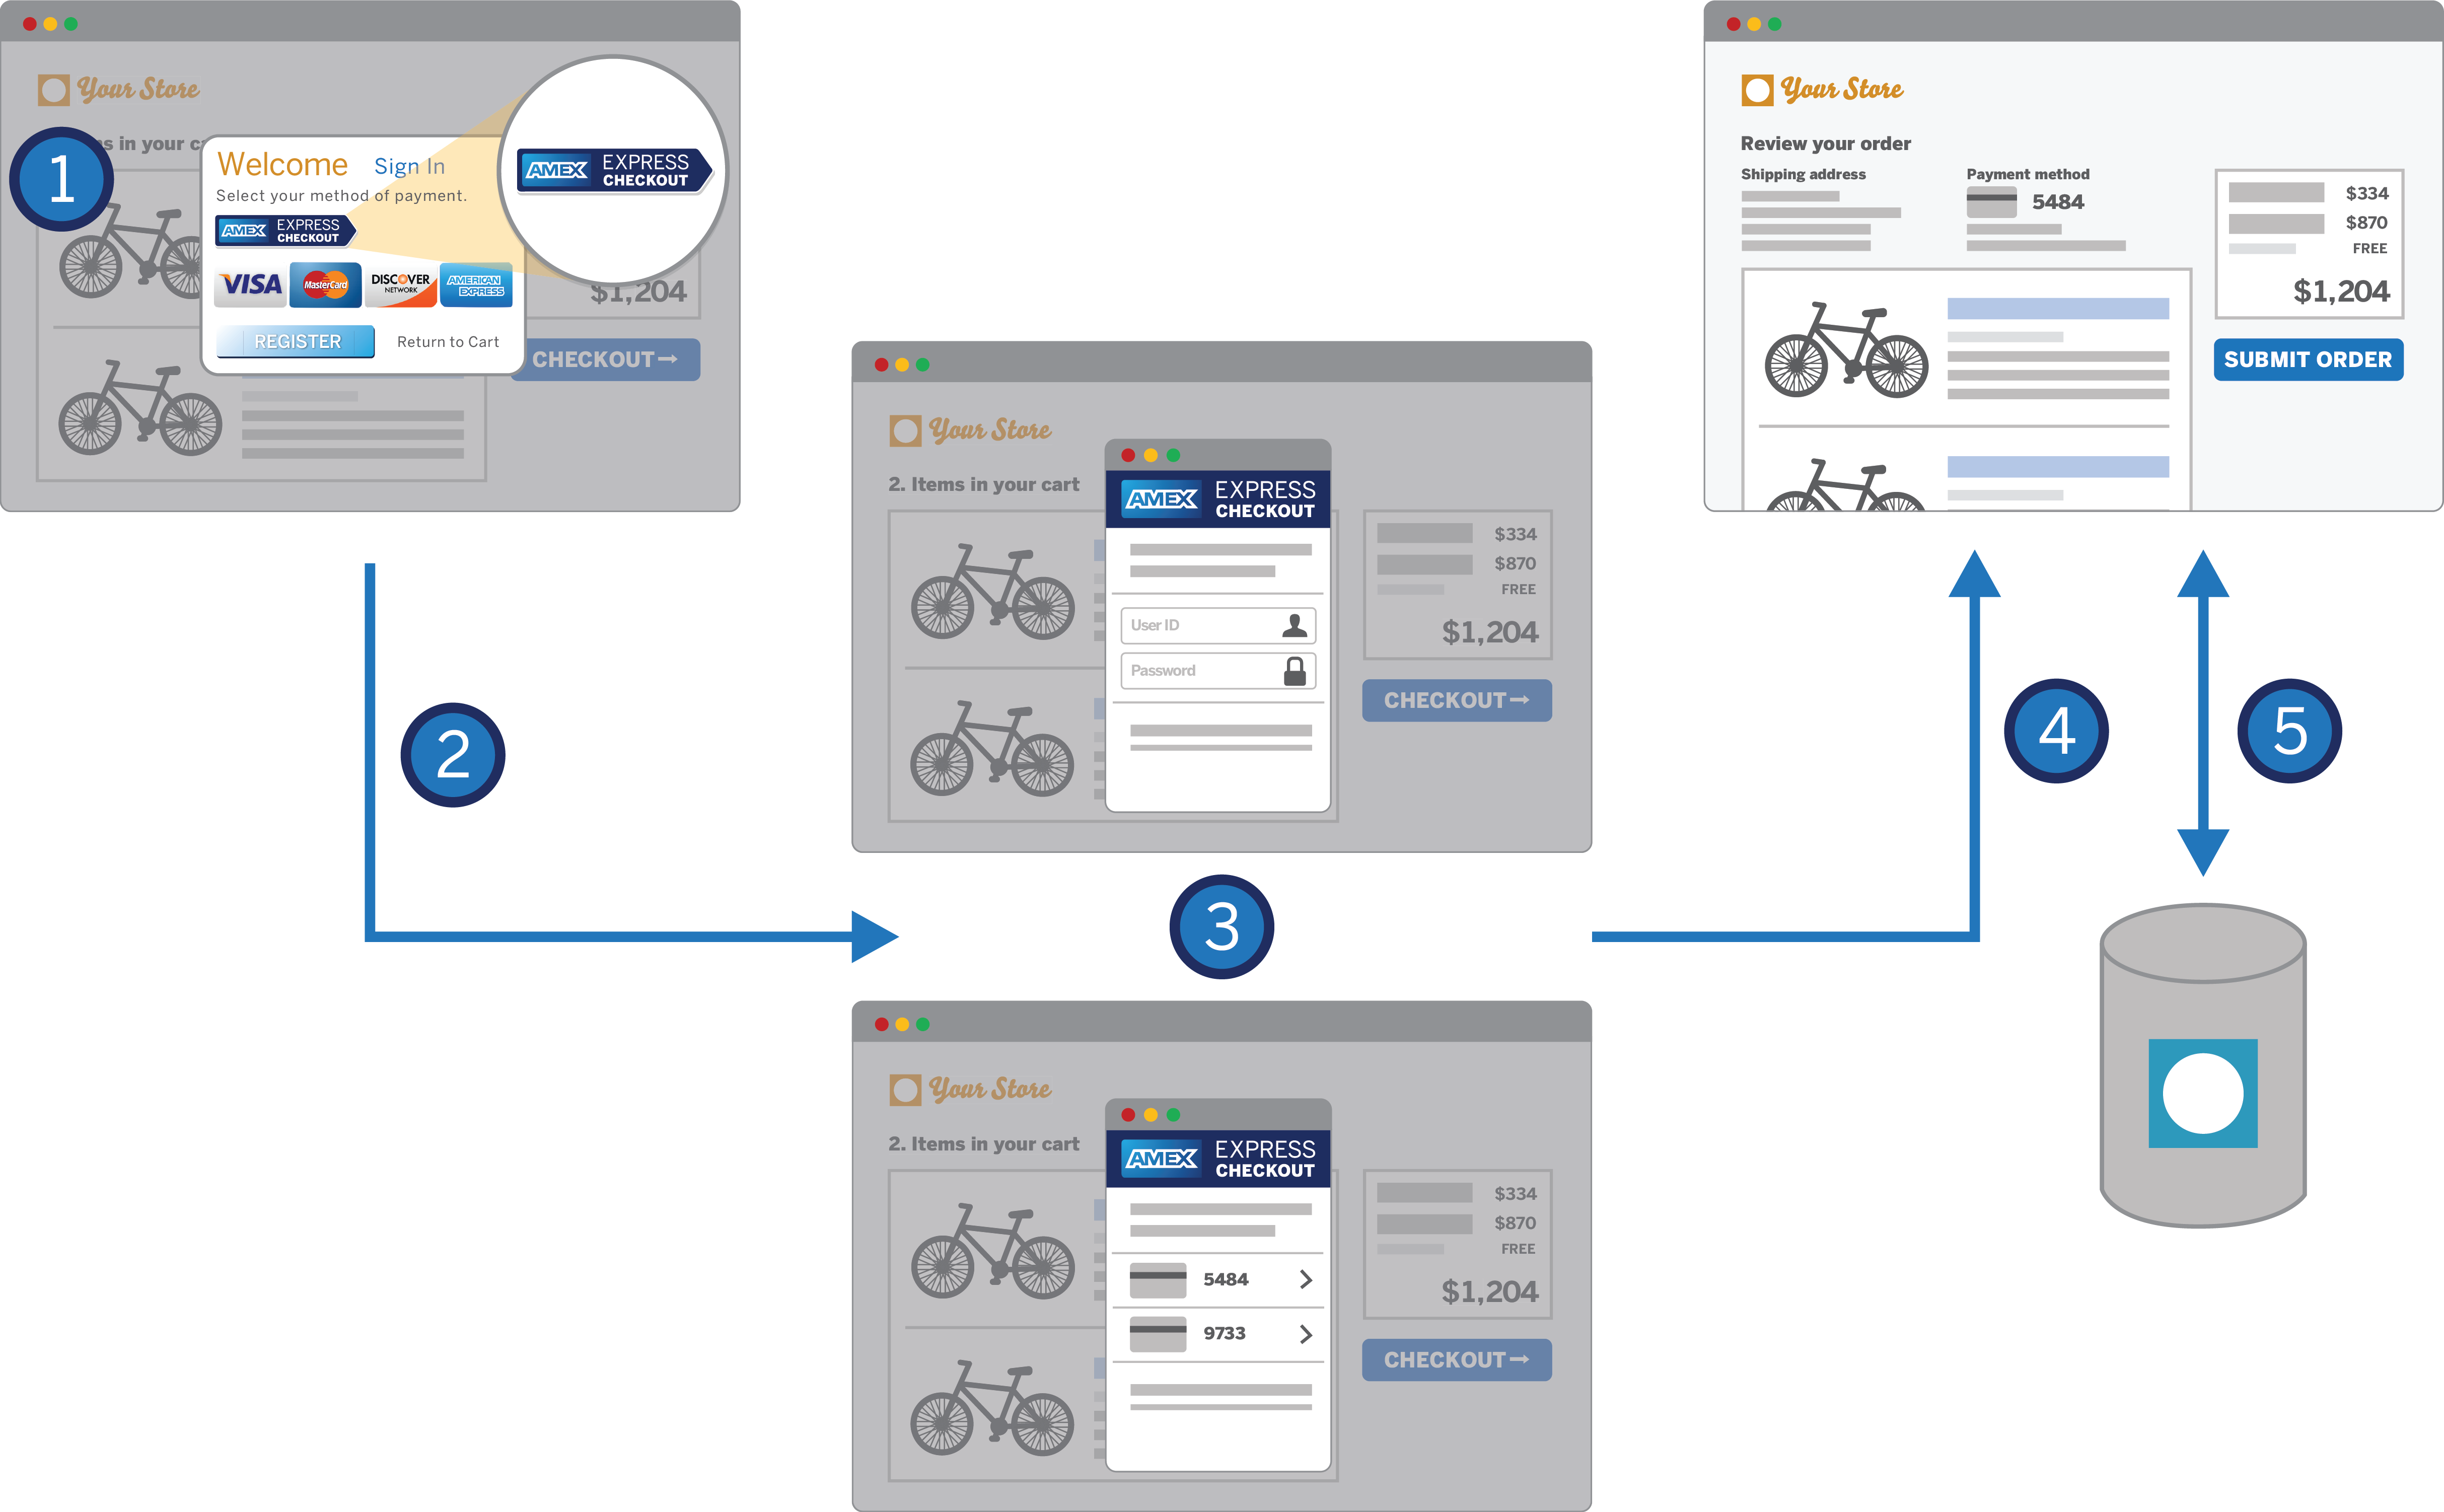 Your Store
s in your ca
1
Welcome Sign In
Select your method of payment.
AMEX EXPRESS CHECKOUT
VISA MasterCard DISCOVER NETWORK AMERICAN EXPRESS
REGISTER Return to Cart
AMEX EXPRESS CHECKOUT
$1,204
CHECKOUT→
2
Your Store
2. Items in your cart
AMEX EXPRESS CHECKOUT
User ID
Password
$334
$870
FREE
$1,204
CHECKOUT→
3
Your Store
2. Items in your cart
AMEX EXPRESS CHECKOUT
5484
9733
$334
$870
FREE
$1,204
CHECKOUT→
Your Store
Review your order
Shipping address
Payment method
5484
$334
$870
FREE
$1,204
SUBMIT ORDER
4
5